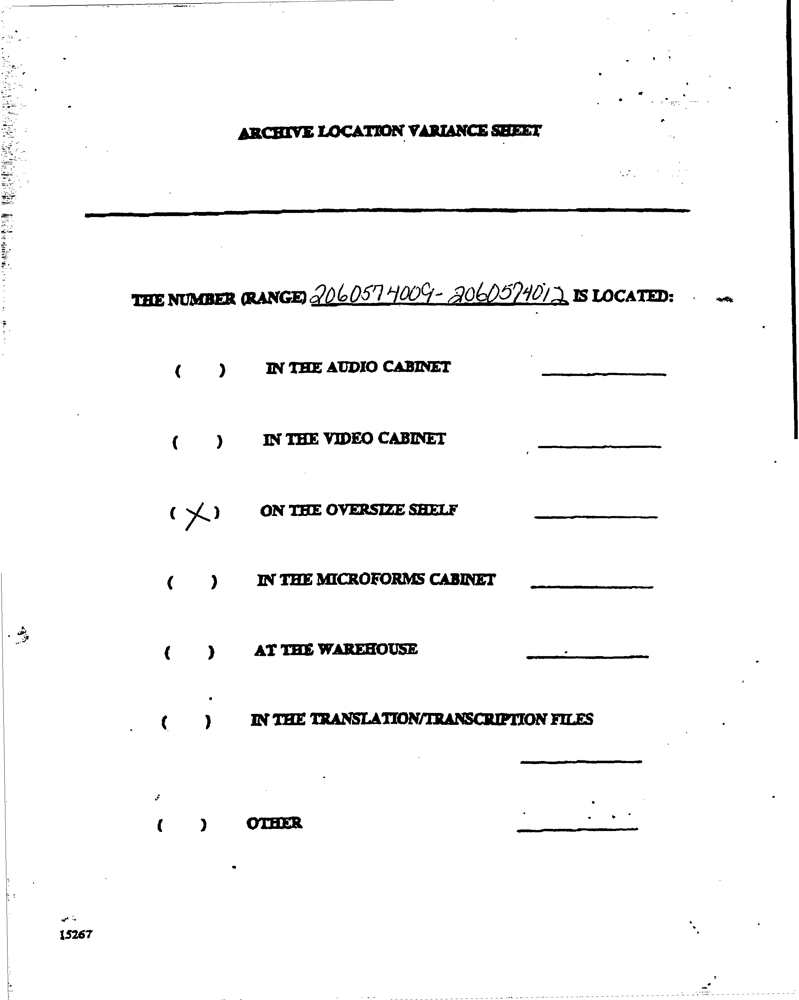 ARCHIVE LOCATION VARIANCE SHEET
THE NUMBER (RANGE) 2060574009- 2060574012 IS LOCATED:
( ) IN THE AUDIO CABINET
( ) IN THE VIDEO CABINET
( X ) ON THE OVERSIZE SHELF
( ) IN THE MICROFORMS CABINET
( ) AT THE WAREHOUSE
( ) IN THE TRANSLATION/TRANSCRIPTION FILES
( ) OTHER
15267